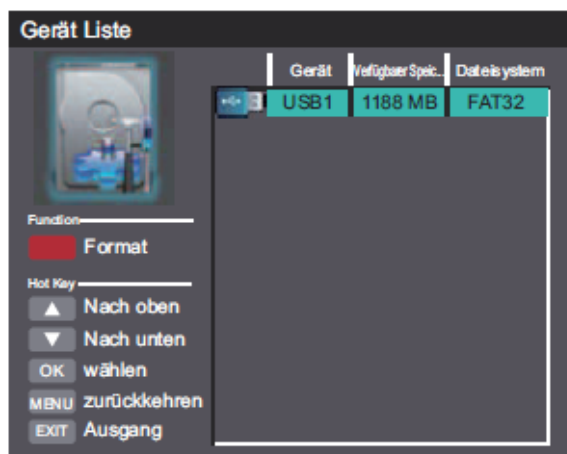 Gerät Liste
Gerät Verfügbarer Speic... Dateisystem
USB1 1188 MB FAT32
Function
Format
Hot Key
Nach oben
Nach unten
OK wählen
MENU zurückkehren
EXIT Ausgang